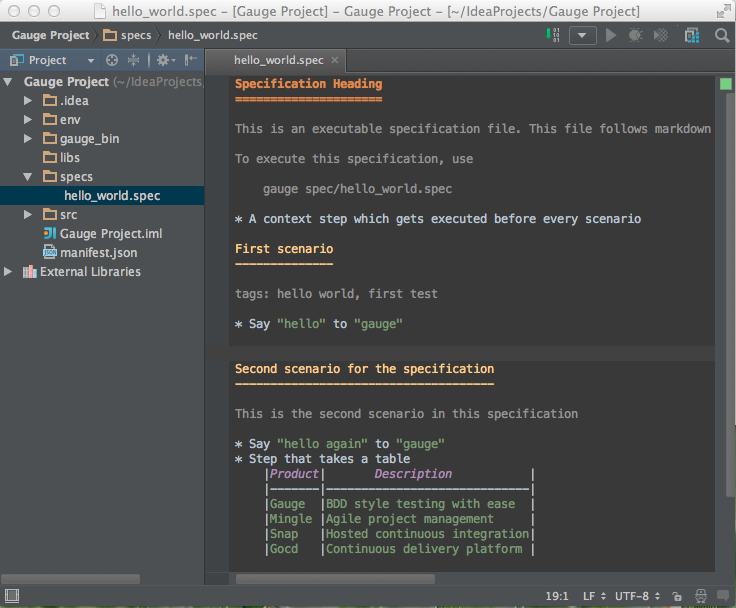 hello_world.spec - [Gauge Project] - Gauge Project - [~/IdeaProjects/Gauge Project]
Gauge Project specs hello_world.spec
Project
hello_world.spec
Gauge Project (~/IdeaProjects
.idea
env
gauge_bin
libs
specs
hello_world.spec
src
Gauge Project.iml
manifest.json
External Libraries
Specification Heading
=====================
This is an executable specification file. This file follows markdown
To execute this specification, use
gauge spec/hello_world.spec
* A context step which gets executed before every scenario
First scenario
--------------
tags: hello world, first test
* Say "hello" to "gauge"
Second scenario for the specification
-------------------------------------
This is the second scenario in this specification
* Say "hello again" to "gauge"
* Step that takes a table
|Product|       Description           |
|-------|-----------------------------|
|Gauge  |BDD style testing with ease  |
|Mingle |Agile project management     |
|Snap   |Hosted continuous integration|
|Gocd   |Continuous delivery platform |
19:1 LF UTF-8